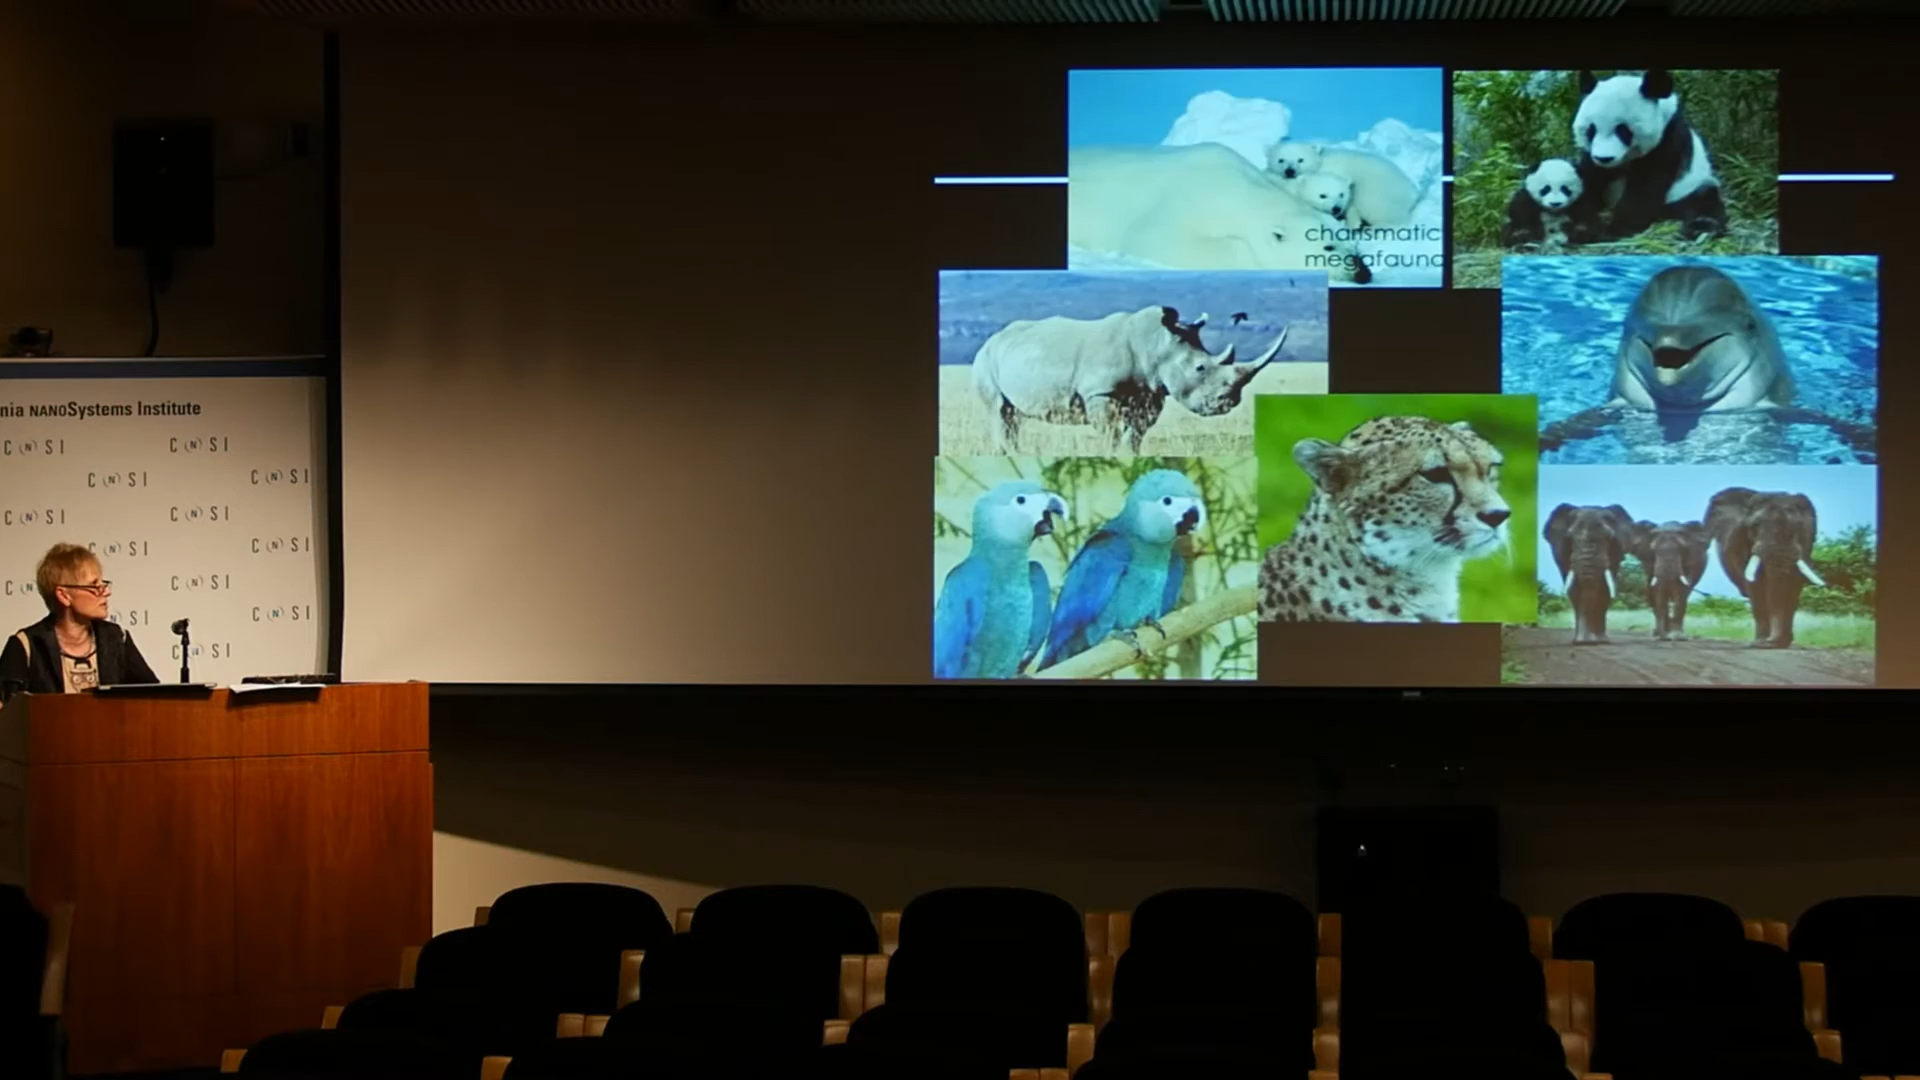 charismatic
megafauna
nia NANOSystems Institute
C N S I C N S I
C N S I C N S I
C N S I C N S I
C N S I C N S I
C N C N S I
N S I C N S I
C N S I